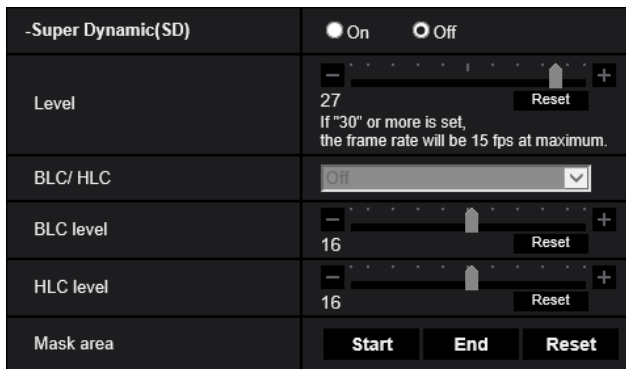 -Super Dynamic(SD)
On
Off
Level
- +
27
Reset
If "30" or more is set,
the frame rate will be 15 fps at maximum.
BLC/ HLC
Off
BLC level
- +
16
Reset
HLC level
- +
16
Reset
Mask area
Start
End
Reset